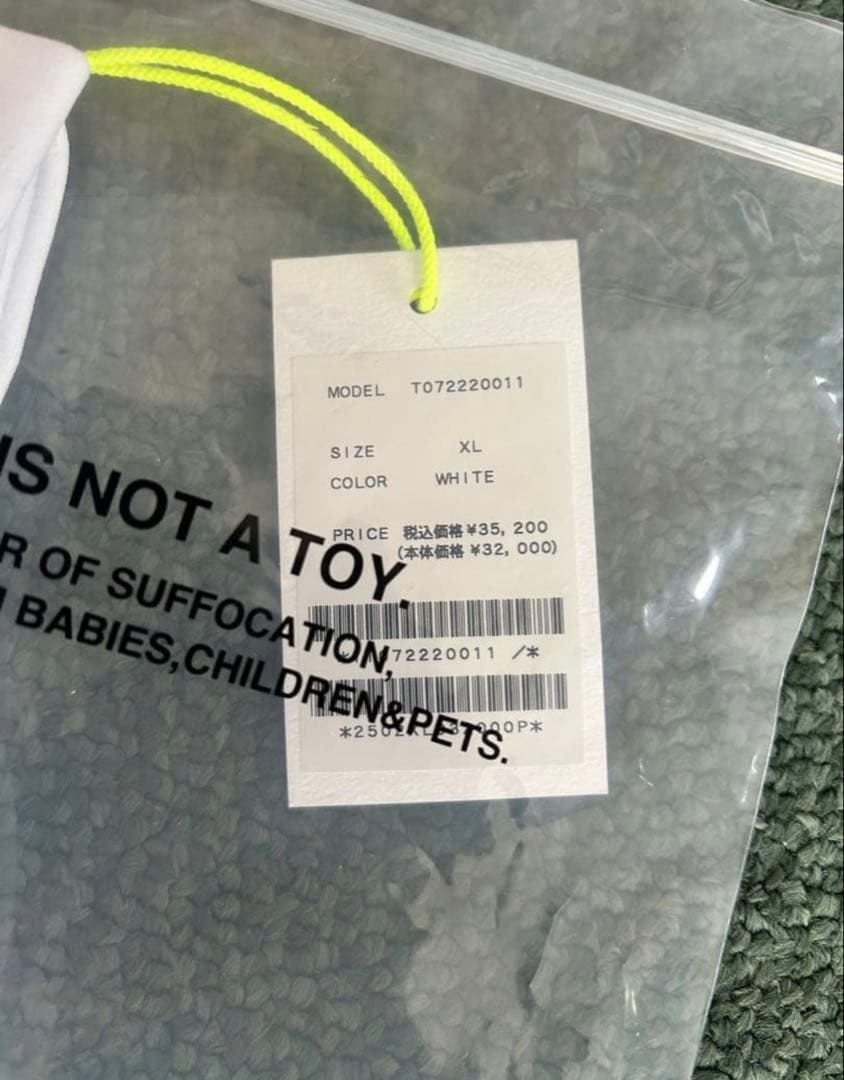 MODEL T072220011
SIZE XL
COLOR WHITE
PRICE 税込価格 ¥35,200
(本体価格 ¥32,000)
72220011 /*
IS NOT A TOY.
R OF SUFFOCATION,
BABIES,CHILDREN&PETS.